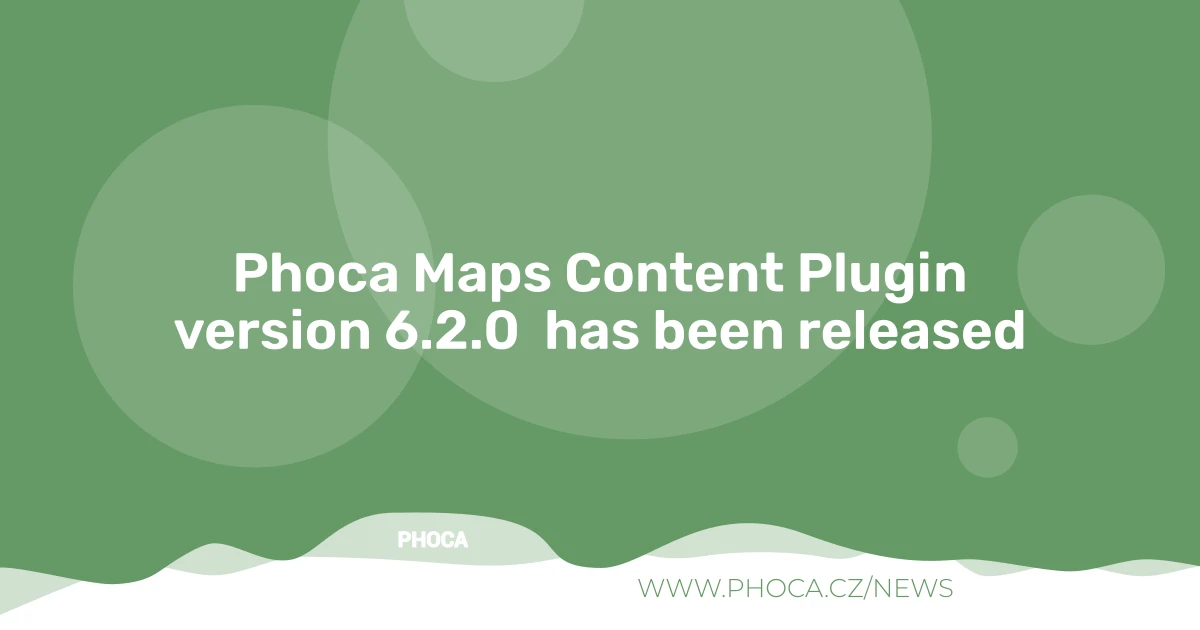 Phoca Maps Content Plugin
version 6.2.0  has been released
PHOCA
WWW.PHOCA.CZ/NEWS